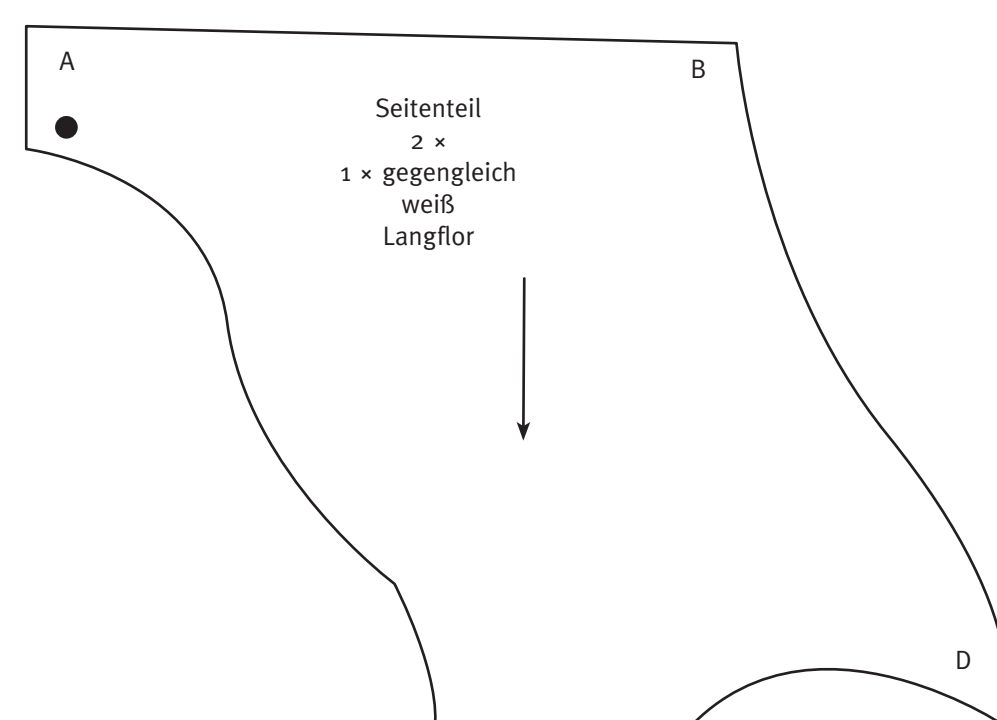 A
B
Seitenteil
2 ×
1 × gegengleich
weiß
Langflor
D